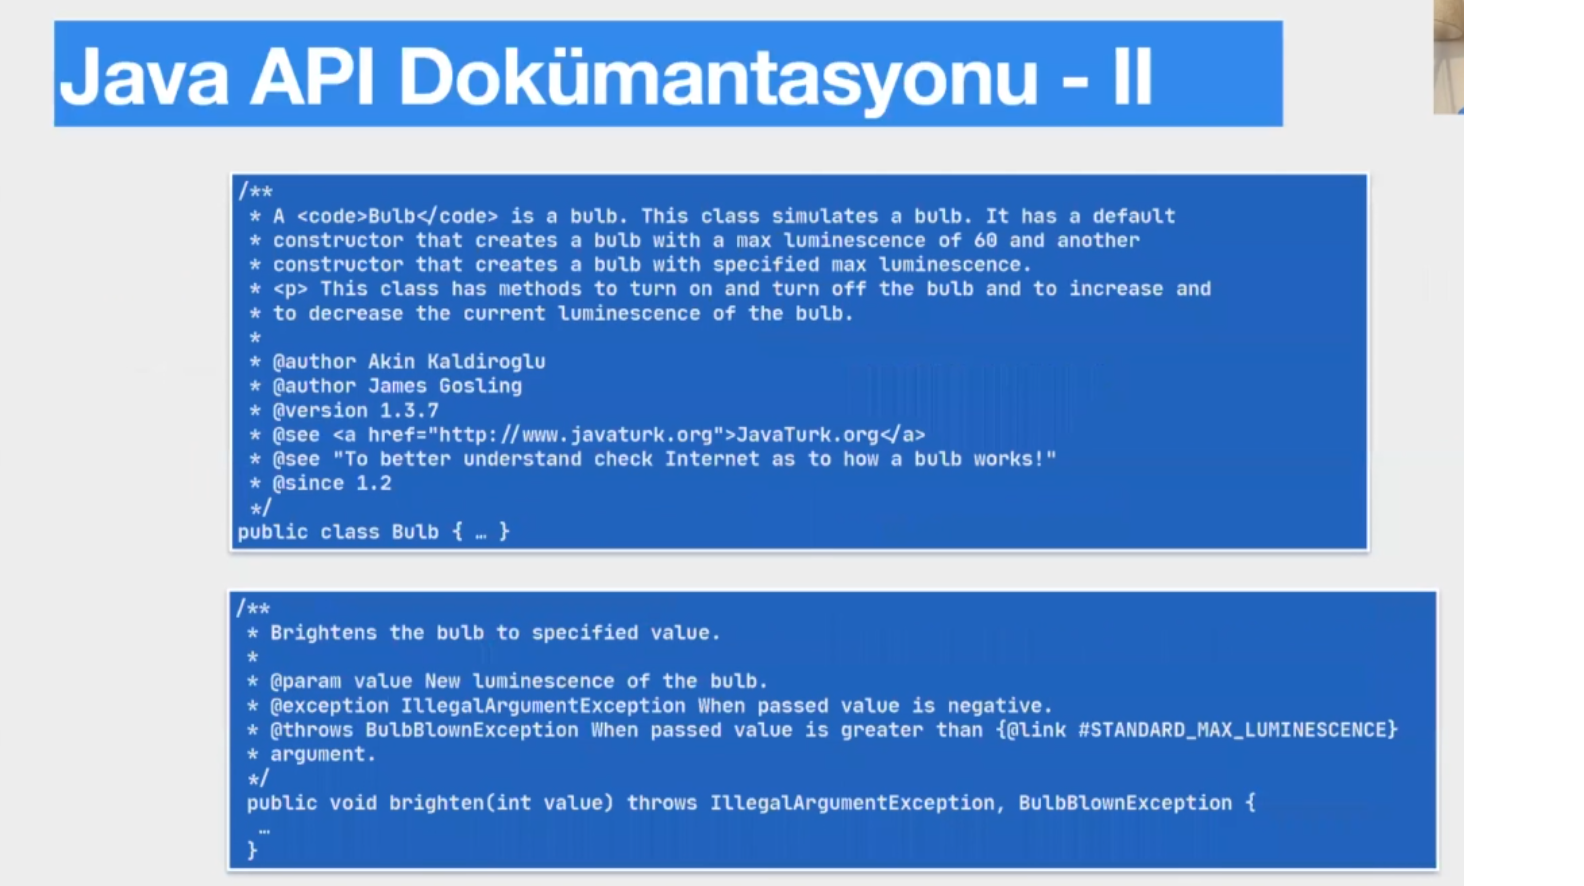 Java API Dokümantasyonu - II
/**
 * A <code>Bulb</code> is a bulb. This class simulates a bulb. It has a default
 * constructor that creates a bulb with a max luminescence of 60 and another
 * constructor that creates a bulb with specified max luminescence.
 * <p> This class has methods to turn on and turn off the bulb and to increase and
 * to decrease the current luminescence of the bulb.
 *
 * @author Akin Kaldiroglu
 * @author James Gosling
 * @version 1.3.7
 * @see <a href="http://www.javaturk.org">JavaTurk.org</a>
 * @see "To better understand check Internet as to how a bulb works!"
 * @since 1.2
 */
public class Bulb { … }
/**
 * Brightens the bulb to specified value.
 *
 * @param value New luminescence of the bulb.
 * @exception IllegalArgumentException When passed value is negative.
 * @throws BulbBlownException When passed value is greater than {@link #STANDARD_MAX_LUMINESCENCE}
 * argument.
 */
public void brighten(int value) throws IllegalArgumentException, BulbBlownException {
 …
}